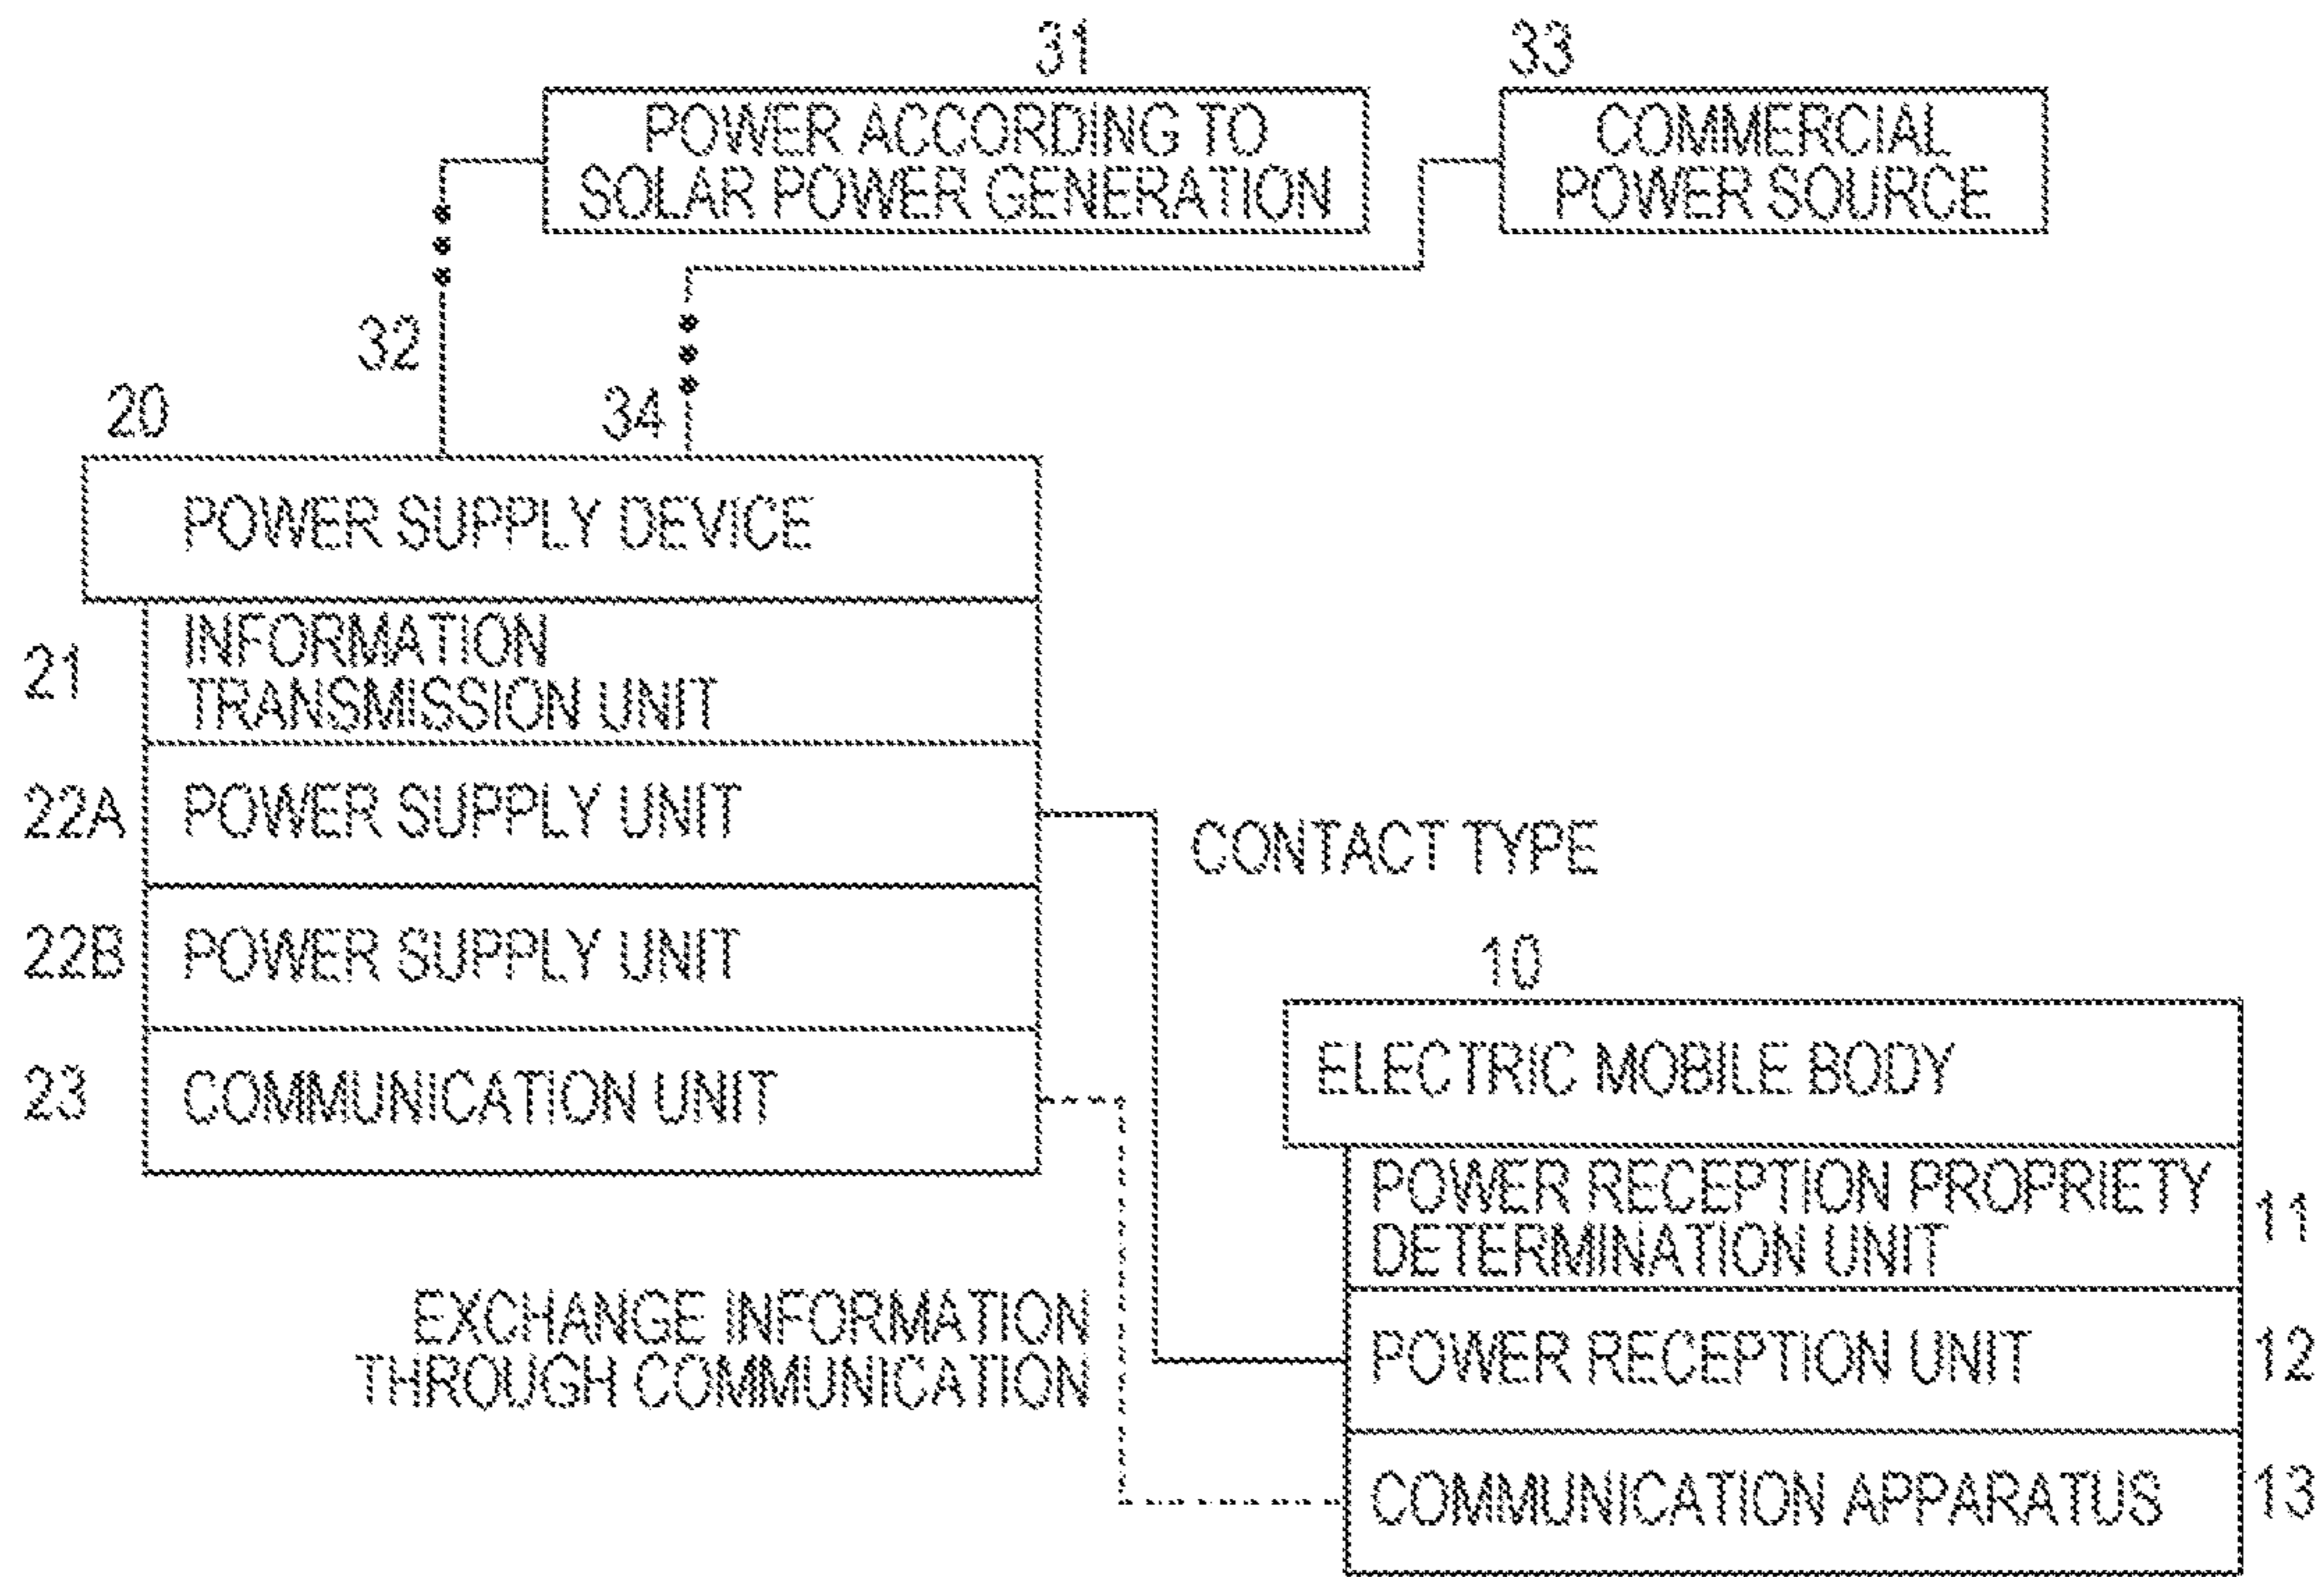 31
33
POWER ACCORDING TO
SOLAR POWER GENERATION
COMMERCIAL
POWER SOURCE
32
34
20
POWER SUPPLY DEVICE
21
INFORMATION
TRANSMISSION UNIT
22A
POWER SUPPLY UNIT
CONTACT TYPE
22B
POWER SUPPLY UNIT
10
23
COMMUNICATION UNIT
ELECTRIC MOBILE BODY
POWER RECEPTION PROPRIETY
DETERMINATION UNIT
11
EXCHANGE INFORMATION
THROUGH COMMUNICATION
POWER RECEPTION UNIT
12
COMMUNICATION APPARATUS
13